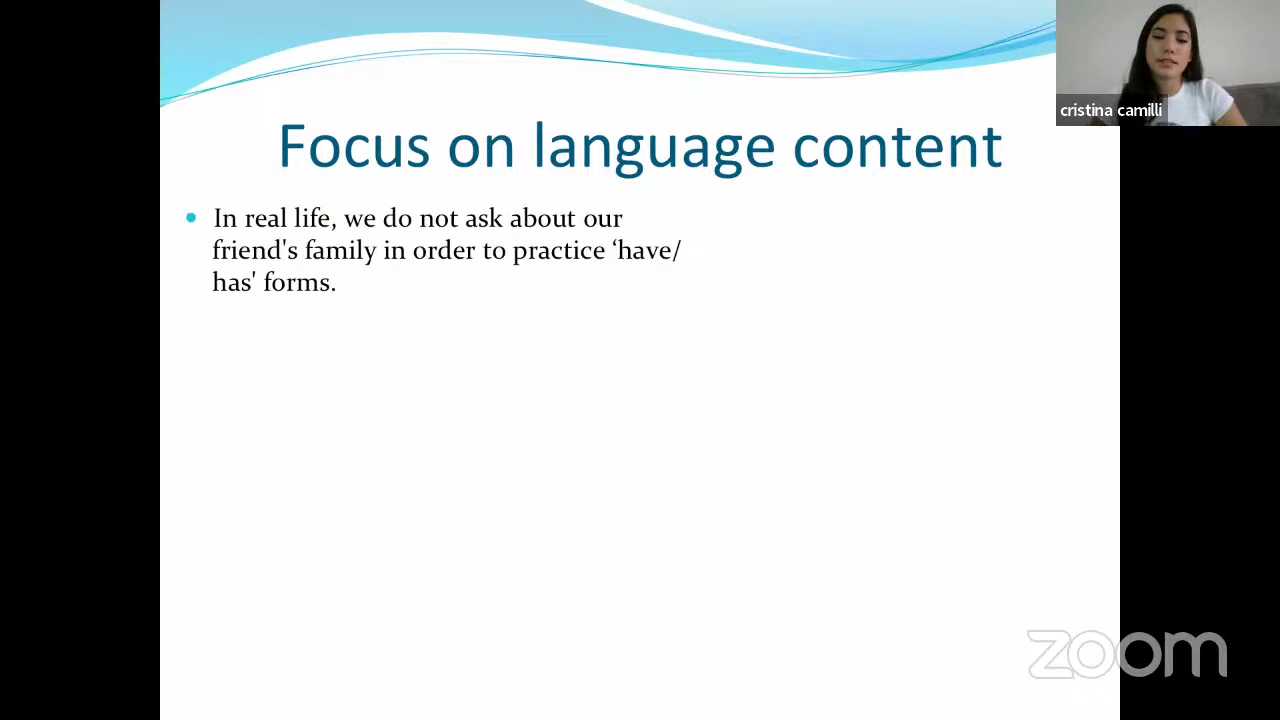 cristina camilli
Focus on language content
In real life, we do not ask about our
friend's family in order to practice ‘have/
has' forms.
zoom